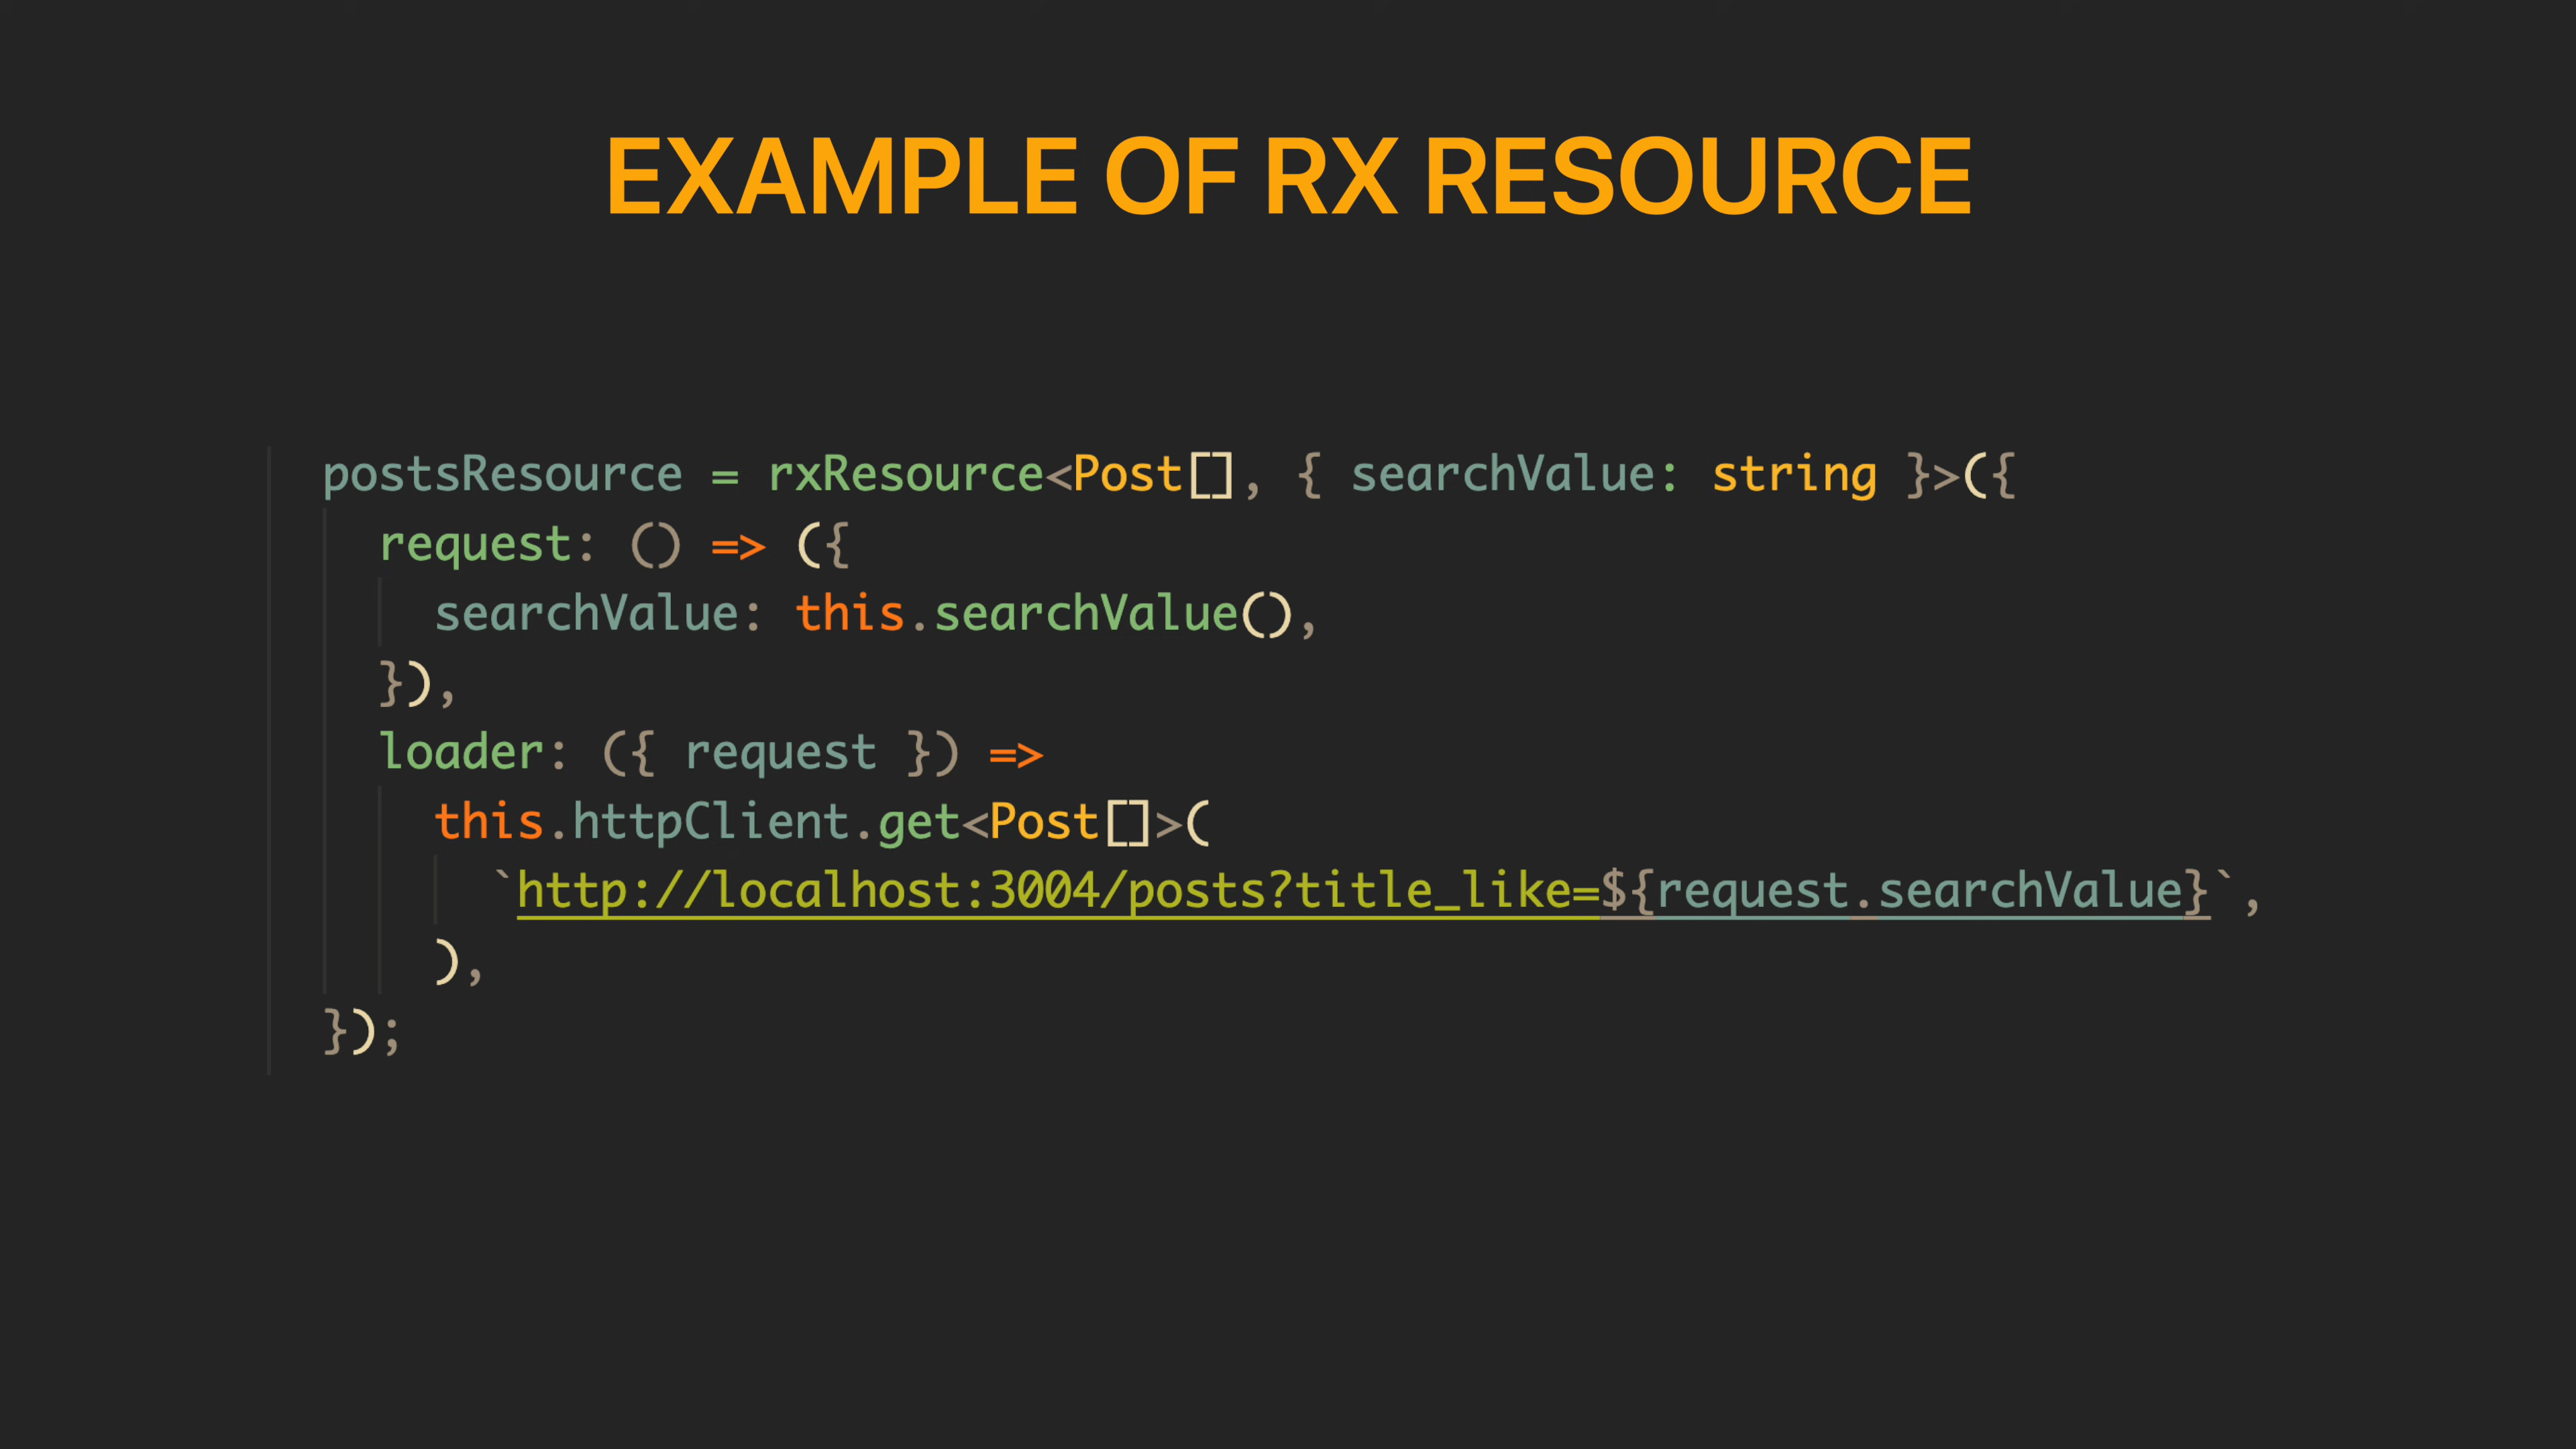 EXAMPLE OF RX RESOURCE
postsResource = rxResource<Post[], { searchValue: string }>({
request: () => ({
searchValue: this.searchValue(),
}),
loader: ({ request }) =>
this.httpClient.get<Post[]>(
`http://localhost:3004/posts?title_like=${request.searchValue}`,
),
});